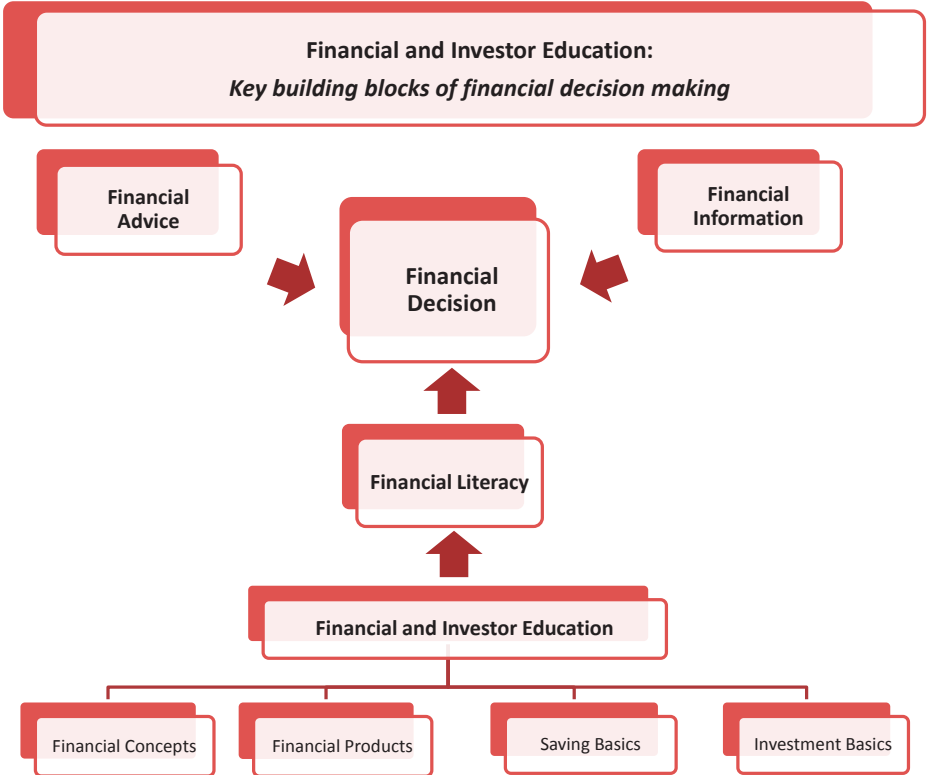 Financial and Investor Education:
Key building blocks of financial decision making
Financial
Advice
Financial
Information
Financial
Decision
Financial Literacy
Financial and Investor Education
Financial Concepts
Financial Products
Saving Basics
Investment Basics